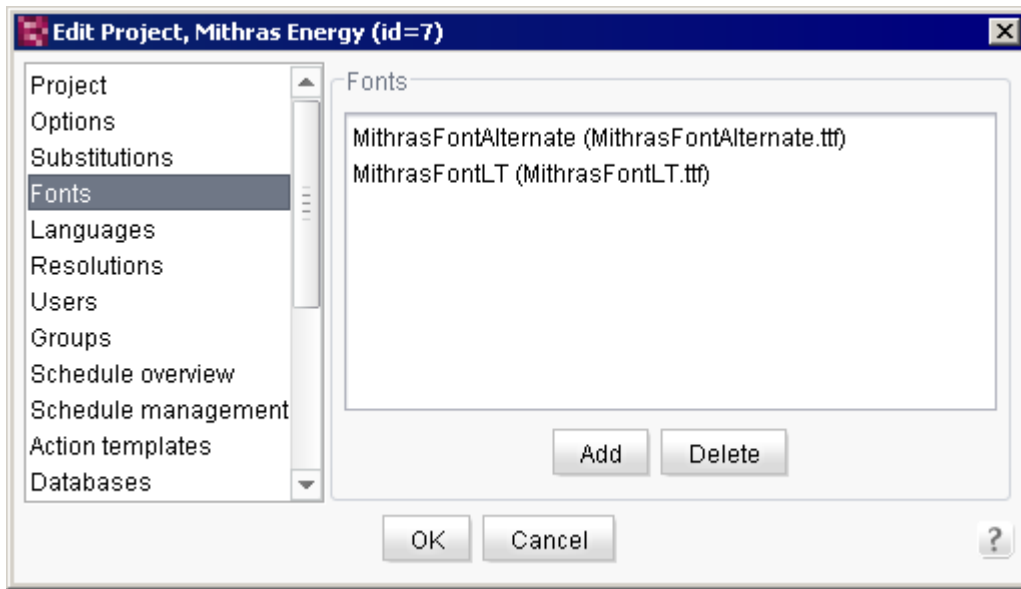 Edit Project, Mithras Energy (id=7)
Project
Options
Substitutions
Fonts
Languages
Resolutions
Users
Groups
Schedule overview
Schedule management
Action templates
Databases
Fonts
MithrasFontAlternate (MithrasFontAlternate.ttf)
MithrasFontLT (MithrasFontLT.ttf)
Add Delete
OK Cancel ?